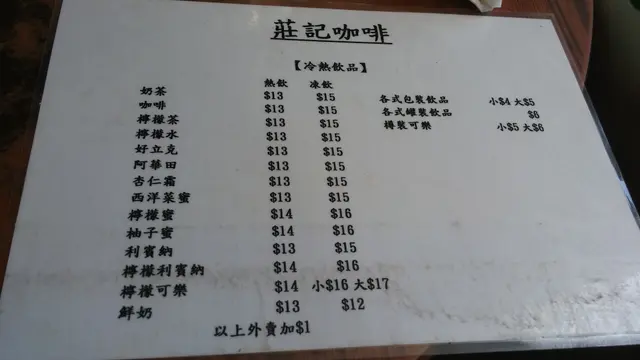 莊記咖啡
【冷熱飲品】
熱飲 凍飲
奶茶 $13 $15
咖啡 $13 $15
檸檬茶 $13 $15
檸檬水 $13 $15
好立克 $13 $15
阿華田 $13 $15
杏仁霜 $13 $15
西洋菜蜜 $13 $15
檸檬蜜 $14 $16
柚子蜜 $14 $16
利賓納 $13 $15
檸檬利賓納 $14 $16
檸檬可樂 $14 小$16 大$17
鮮奶 $13 $12
以上外賣加$1
各式包裝飲品 小$4 大$5
各式罐裝飲品 $6
樽裝可樂 小$5 大$6